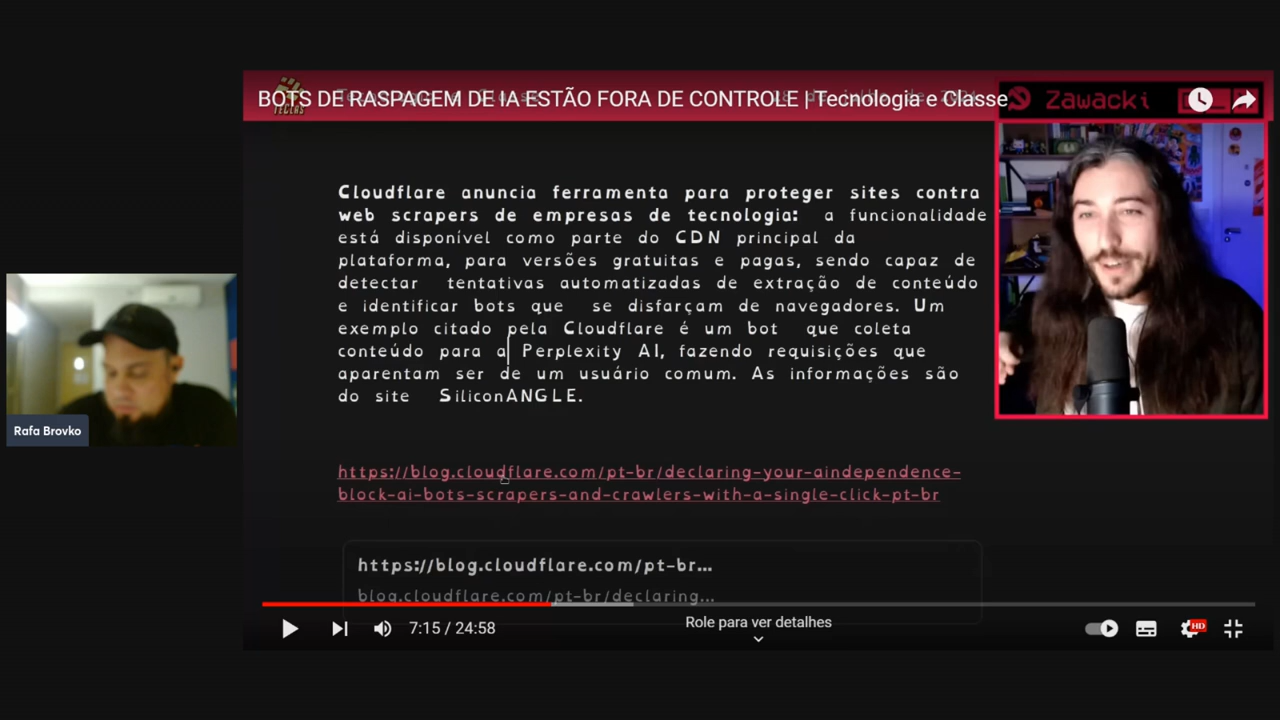 BOTS DE RASPAGEM DE IA ESTÃO FORA DE CONTROLE | Tecnologia e Classe
TECLAS
Zawacki
Cloudflare anuncia ferramenta para proteger sites contra
web scrapers de empresas de tecnologia: a funcionalidade
está disponível como parte do CDN principal da
plataforma, para versões gratuitas e pagas, sendo capaz de
detectar tentativas automatizadas de extração de conteúdo
e identificar bots que se disfarçam de navegadores. Um
exemplo citado pela Cloudflare é um bot que coleta
conteúdo para a Perplexity AI, fazendo requisições que
aparentam ser de um usuário comum. As informações são
do site SiliconANGLE.
Rafa Brovko
https://blog.cloudflare.com/pt-br/declaring-your-aindependence-
block-ai-bots-scrapers-and-crawlers-with-a-single-click-pt-br
https://blog.cloudflare.com/pt-br...
blog.cloudflare.com/pt-br/declaring...
7:15 / 24:58
Role para ver detalhes
HD